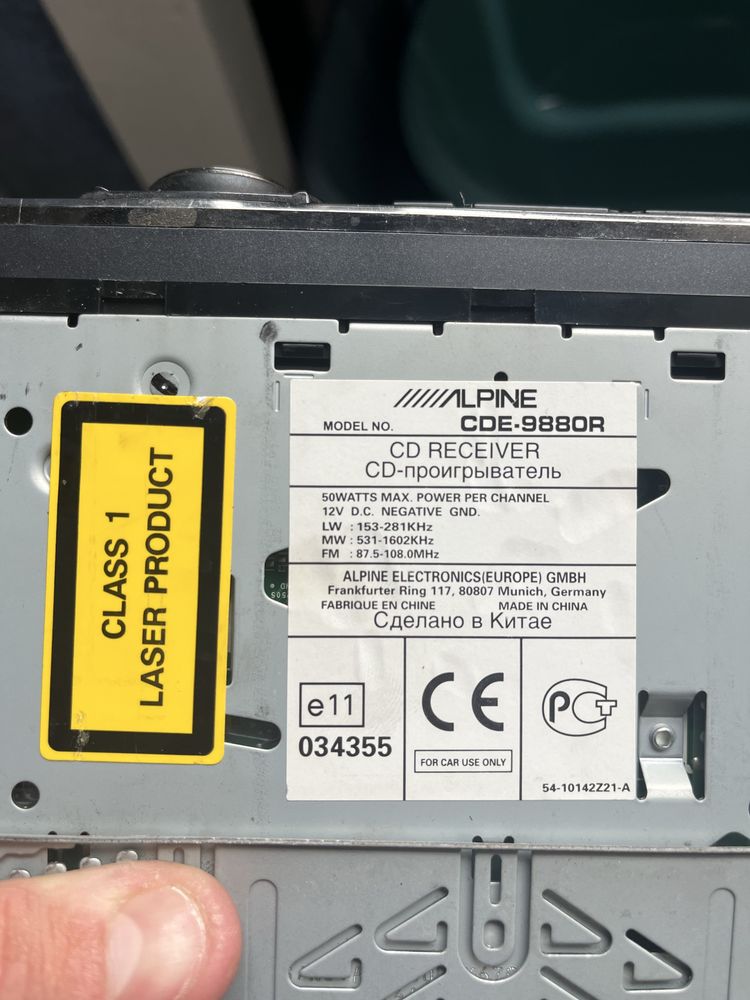 ALPINE
MODEL NO. CDE-9880R
CD RECEIVER
CD-проигрыватель
50WATTS MAX. POWER PER CHANNEL
12V D.C. NEGATIVE GND.
LW : 153-281KHz
MW : 531-1602KHz
FM : 87.5-108.0MHz
ALPINE ELECTRONICS(EUROPE) GMBH
Frankfurter Ring 117, 80807 Munich, Germany
FABRIQUE EN CHINE MADE IN CHINA
Сделано в Китае
e11
034355
CE
FOR CAR USE ONLY
РСТ
54-10142Z21-A
CLASS 1
LASER PRODUCT